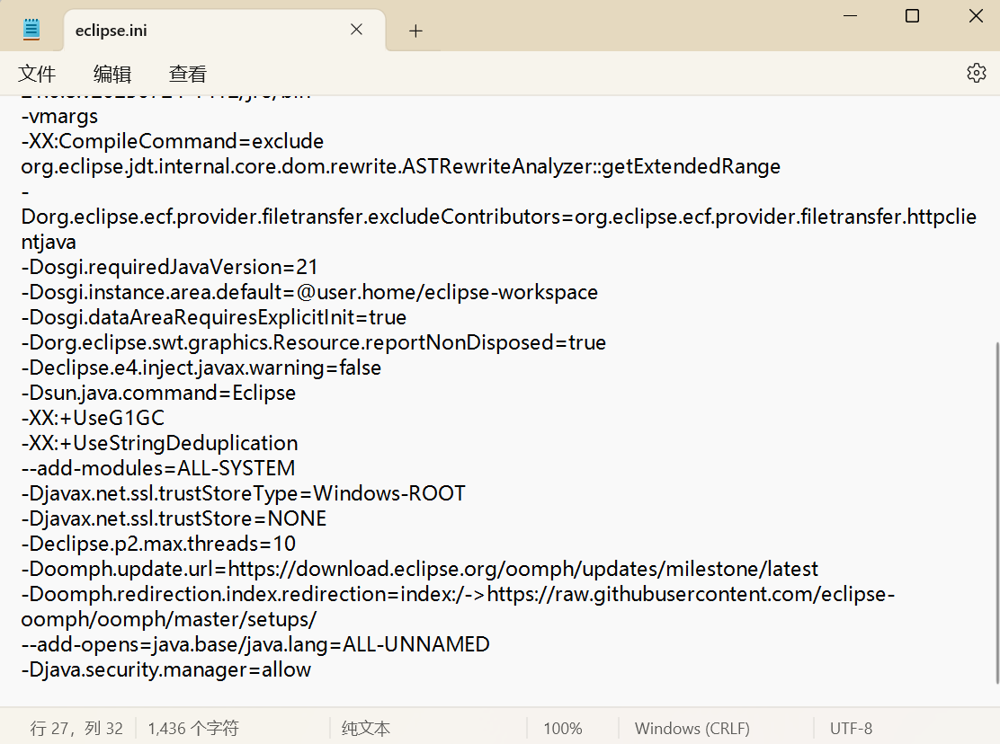 eclipse.ini
文件 编辑 查看
-vmargs
-XX:CompileCommand=exclude
org.eclipse.jdt.internal.core.dom.rewrite.ASTRewriteAnalyzer::getExtendedRange
-
Dorg.eclipse.ecf.provider.filetransfer.excludeContributors=org.eclipse.ecf.provider.filetransfer.httpclie
ntjava
-Dosgi.requiredJavaVersion=21
-Dosgi.instance.area.default=@user.home/eclipse-workspace
-Dosgi.dataAreaRequiresExplicitInit=true
-Dorg.eclipse.swt.graphics.Resource.reportNonDisposed=true
-Declipse.e4.inject.javax.warning=false
-Dsun.java.command=Eclipse
-XX:+UseG1GC
-XX:+UseStringDeduplication
--add-modules=ALL-SYSTEM
-Djavax.net.ssl.trustStoreType=Windows-ROOT
-Djavax.net.ssl.trustStore=NONE
-Declipse.p2.max.threads=10
-Doomph.update.url=https://download.eclipse.org/oomph/updates/milestone/latest
-Doomph.redirection.index.redirection=index:/->https://raw.githubusercontent.com/eclipse-
oomph/oomph/master/setups/
--add-opens=java.base/java.lang=ALL-UNNAMED
-Djava.security.manager=allow
行 27，列 32 1,436 个字符 纯文本 100% Windows (CRLF) UTF-8